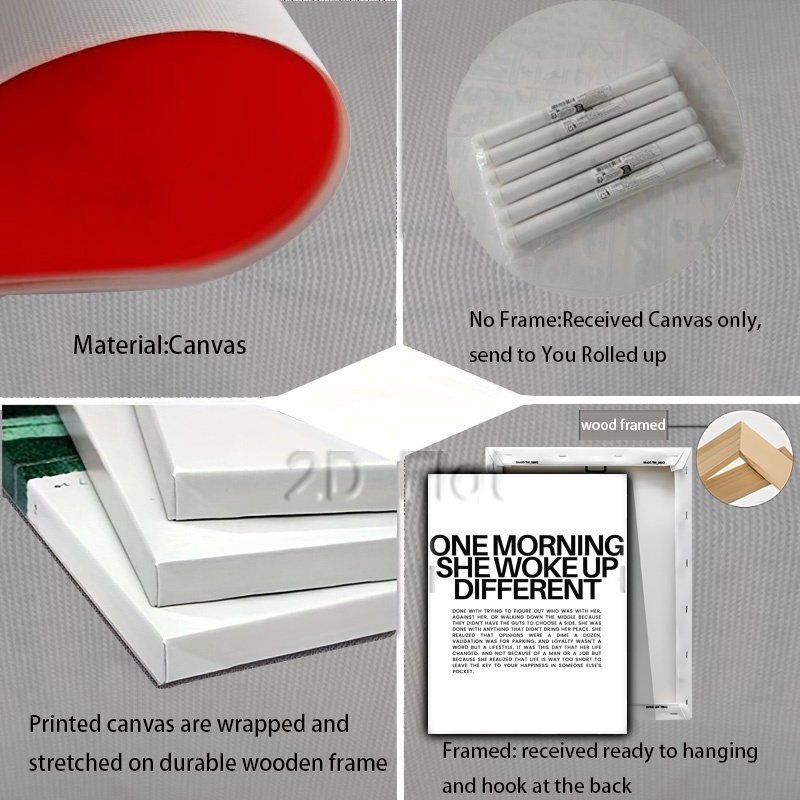 Material:Canvas
No Frame:Received Canvas only,
send to You Rolled up
2D Flat
Printed canvas are wrapped and
stretched on durable wooden frame
wood framed
ONE MORNING
SHE WOKE UP
DIFFERENT
DONE WITH TRYING TO FIGURE OUT WHO WAS WITH HER,
AGAINST HER, OR WALKING DOWN THE MIDDLE BECAUSE
THEY DIDN'T HAVE THE GUTS TO CHOOSE A SIDE. SHE WAS
DONE WITH ANYTHING THAT DIDN'T BRING HER PEACE. SHE
REALIZED THAT OPINIONS WERE A DIME A DOZEN,
VALIDATION WAS FOR PARKING, AND LOYALTY WASN'T A
WORD BUT A LIFESTYLE. IT WAS THIS DAY THAT HER LIFE
CHANGED. AND NOT BECAUSE OF A MAN OR A JOB BUT
BECAUSE SHE REALIZED THAT LIFE IS WAY TOO SHORT TO
LEAVE THE KEY TO YOUR HAPPINESS IN SOMEONE ELSE'S
POCKET.
Framed: received ready to hanging
and hook at the back